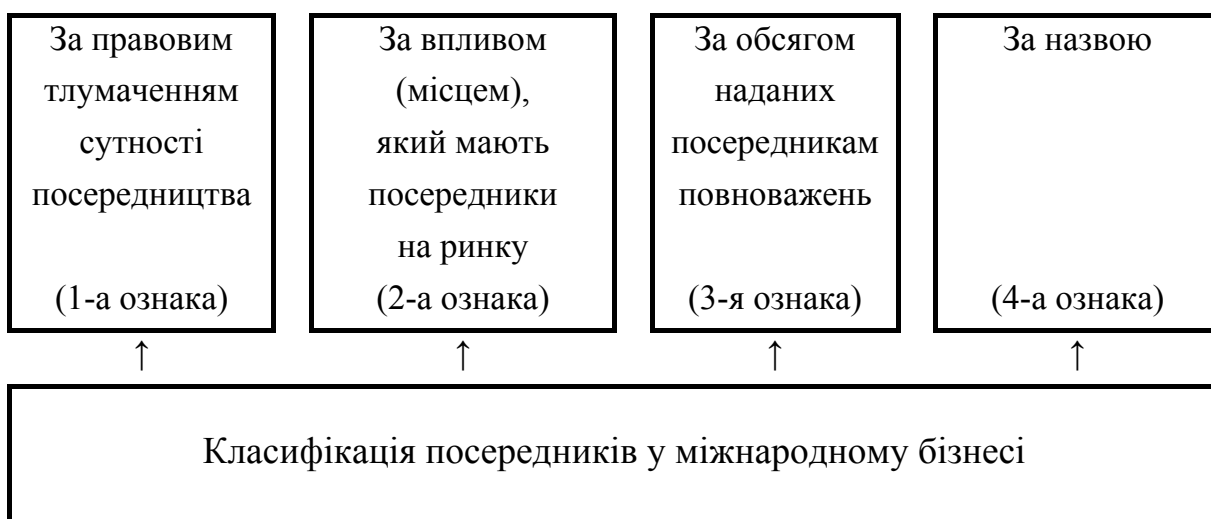 За правовим
тлумаченням
сутності
посередництва
(1-а ознака)
За впливом
(місцем),
який мають
посередники
на ринку
(2-а ознака)
За обсягом
наданих
посередникам
повноважень
(3-я ознака)
За назвою
(4-а ознака)
↑ ↑ ↑ ↑
Класифікація посередників у міжнародному бізнесі